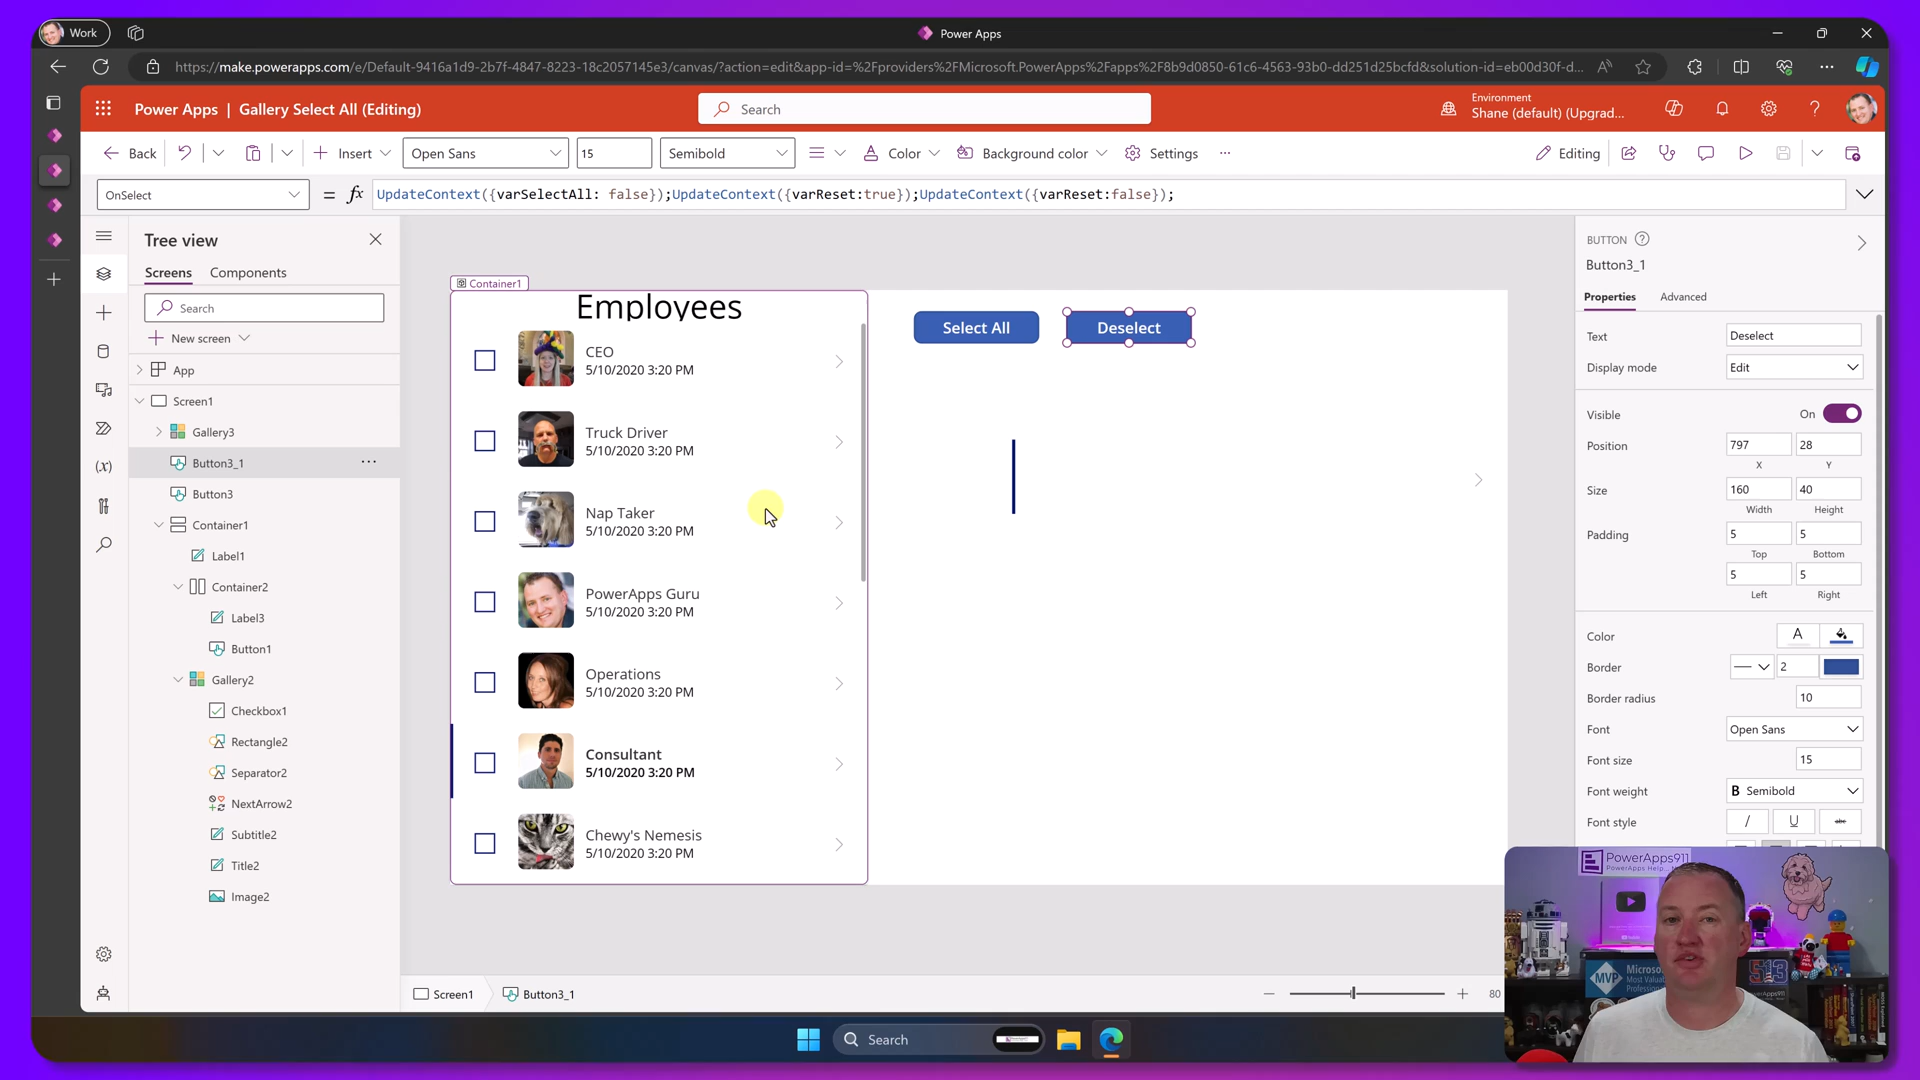 Work
Power Apps
https://make.powerapps.com/e/Default-9416a1d9-2b7f-4847-8223-18c2057145e3/canvas/?action=edit&app-id=%2Fproviders%2FMicrosoft.PowerApps%2Fapps%2F8b9d0850-61c6-4563-93b0-dd251d25bcfd&solution-id=eb00d30f-d...
Power Apps | Gallery Select All (Editing)
Search
Environment
Shane (default) (Upgrad...
Back
Insert
Open Sans
15
Semibold
Color
Background color
Settings
Editing
OnSelect
= fx
UpdateContext({varSelectAll: false});UpdateContext({varReset:true});UpdateContext({varReset:false});
Tree view
Screens
Components
Search
New screen
App
Screen1
Gallery3
Button3_1
Button3
Container1
Label1
Container2
Label3
Button1
Gallery2
Checkbox1
Rectangle2
Separator2
NextArrow2
Subtitle2
Title2
Image2
Container1
Employees
CEO
5/10/2020 3:20 PM
Truck Driver
5/10/2020 3:20 PM
Nap Taker
5/10/2020 3:20 PM
PowerApps Guru
5/10/2020 3:20 PM
Operations
5/10/2020 3:20 PM
Consultant
5/10/2020 3:20 PM
Chewy's Nemesis
5/10/2020 3:20 PM
Select All
Deselect
BUTTON
Button3_1
Properties
Advanced
Text
Deselect
Display mode
Edit
Visible
On
Position
797
28
X
Y
Size
160
40
Width
Height
Padding
5
5
Top
Bottom
5
5
Left
Right
Color
A
Border
2
Border radius
10
Font
Open Sans
Font size
15
Font weight
B Semibold
Font style
/
U
abc
PowerApps911
MVP
513
Screen1
Button3_1
80
Search